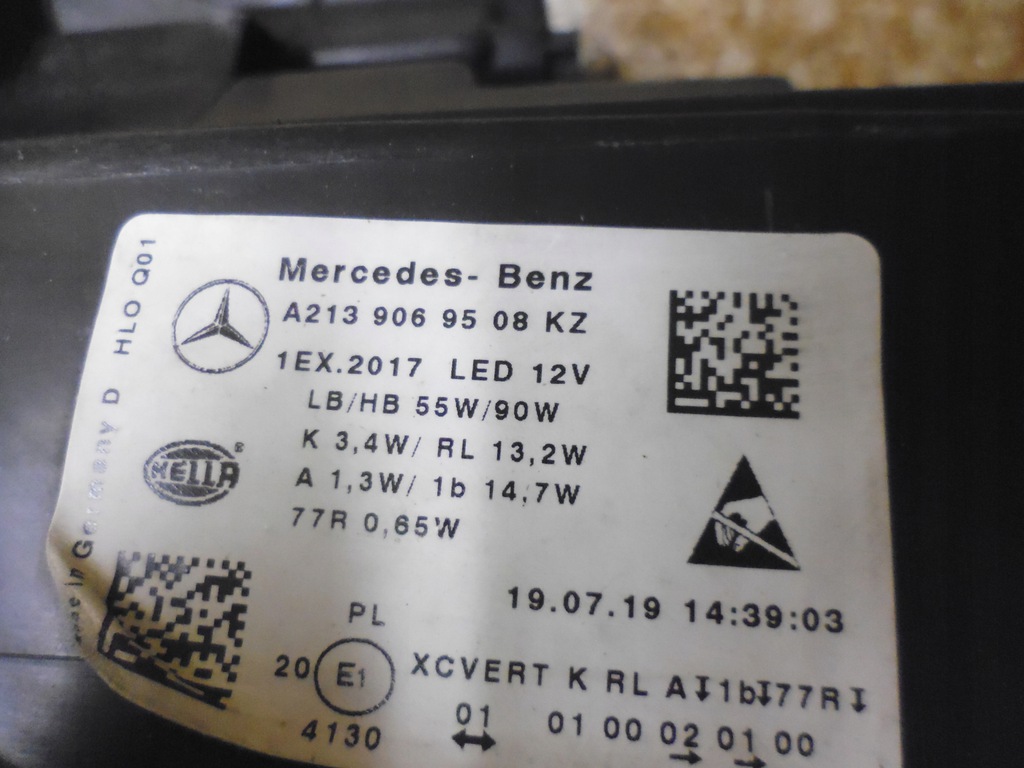 Mercedes- Benz
A213 906 95 08 KZ
1EX.2017 LED 12V
LB/HB 55W/90W
K 3,4W/ RL 13,2W
A 1,3W/ 1b 14,7W
77R 0,65W
HELLA ®
in Germany D HLO Q01
19.07.19 14:39:03
PL
20 E1 XCVERT K RL A↧1b↧77R↧
4130 01 01 00 02 01 00
↔ → →